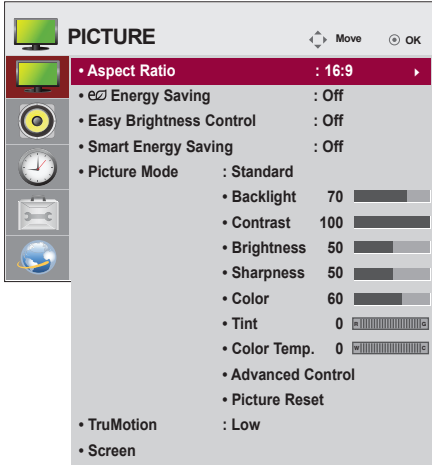 PICTURE Move OK
• Aspect Ratio : 16:9
• Energy Saving : Off
• Easy Brightness Control : Off
• Smart Energy Saving : Off
• Picture Mode : Standard
• Backlight 70
• Contrast 100
• Brightness 50
• Sharpness 50
• Color 60
• Tint 0 R G
• Color Temp. 0 W C
• Advanced Control
• Picture Reset
• TruMotion : Low
• Screen